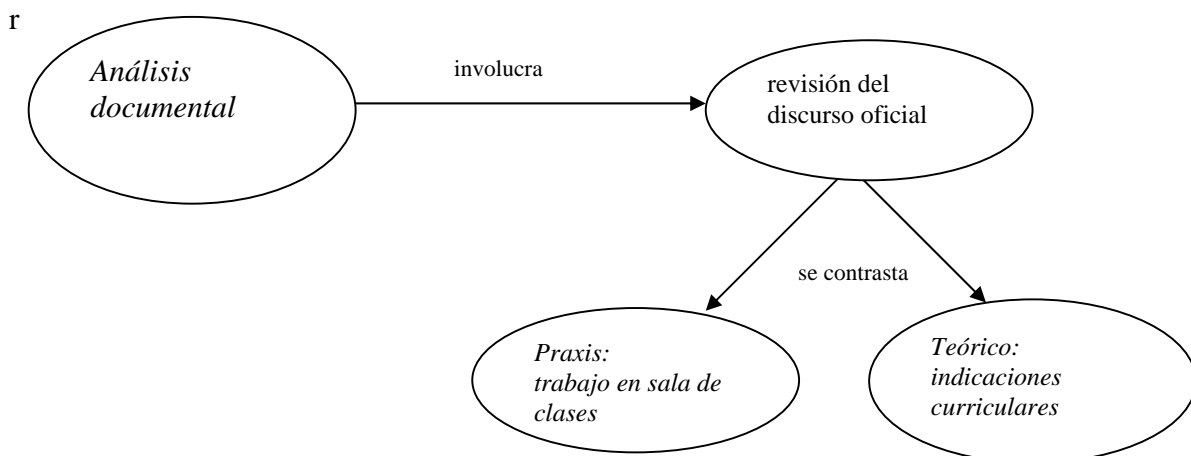 r
Análisis
documental
involucra
revisión del
discurso oficial
se contrasta
Praxis:
trabajo en sala de
clases
Teórico:
indicaciones
curriculares